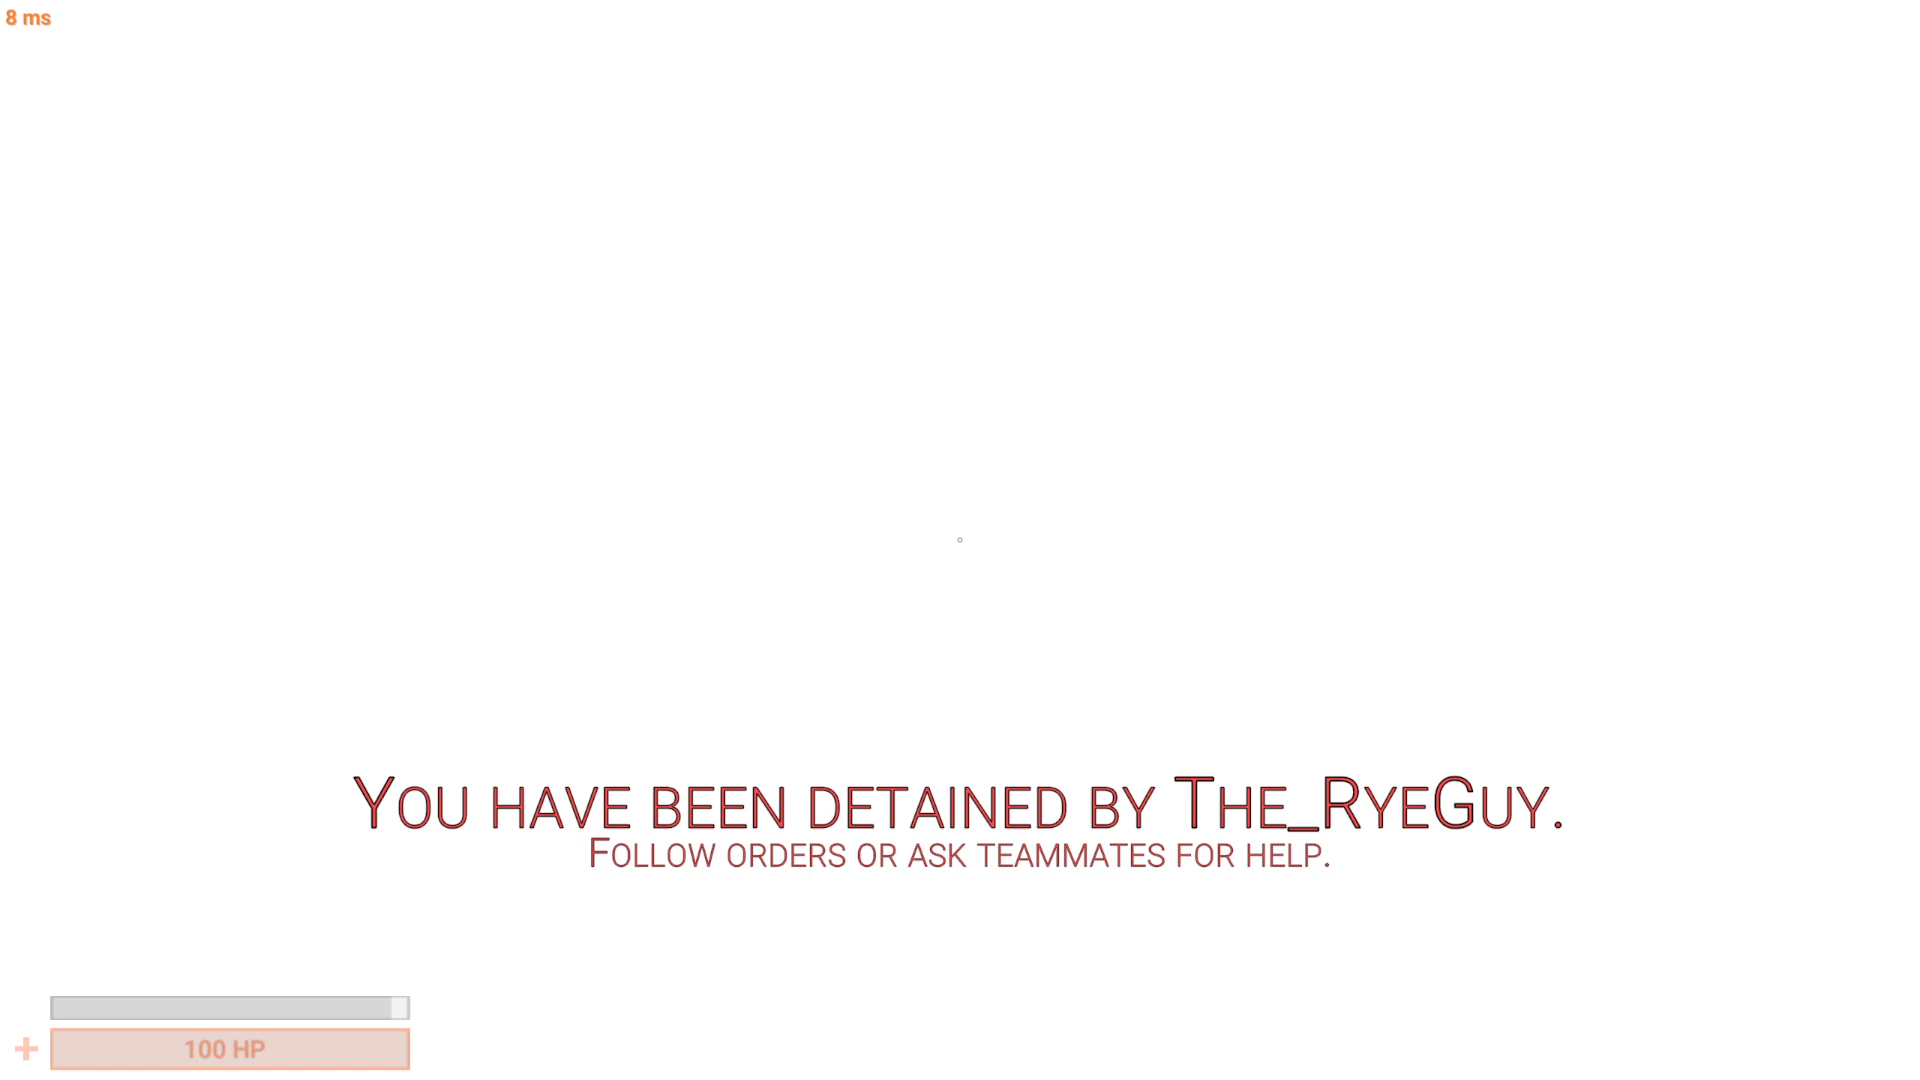 8 ms
You have been detained by The_RyeGuy.
Follow orders or ask teammates for help.
100 HP